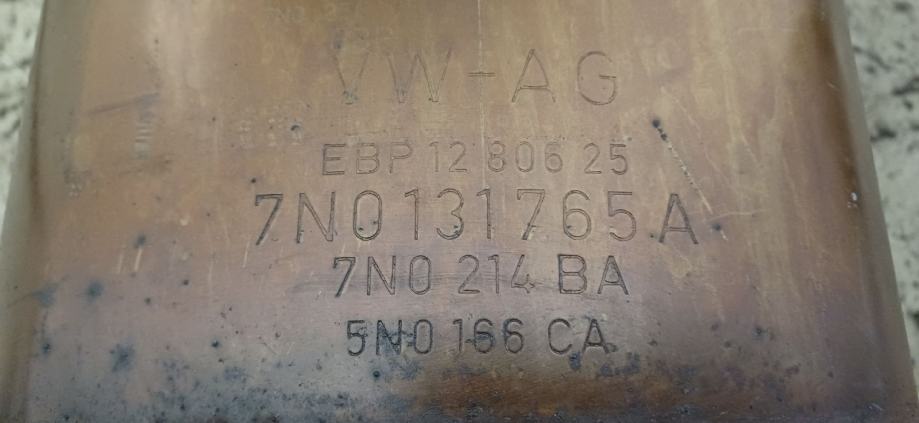 VW-AG
EBP 12 806 25
7N0131765A
7N0 214 BA
5N0 166 CA